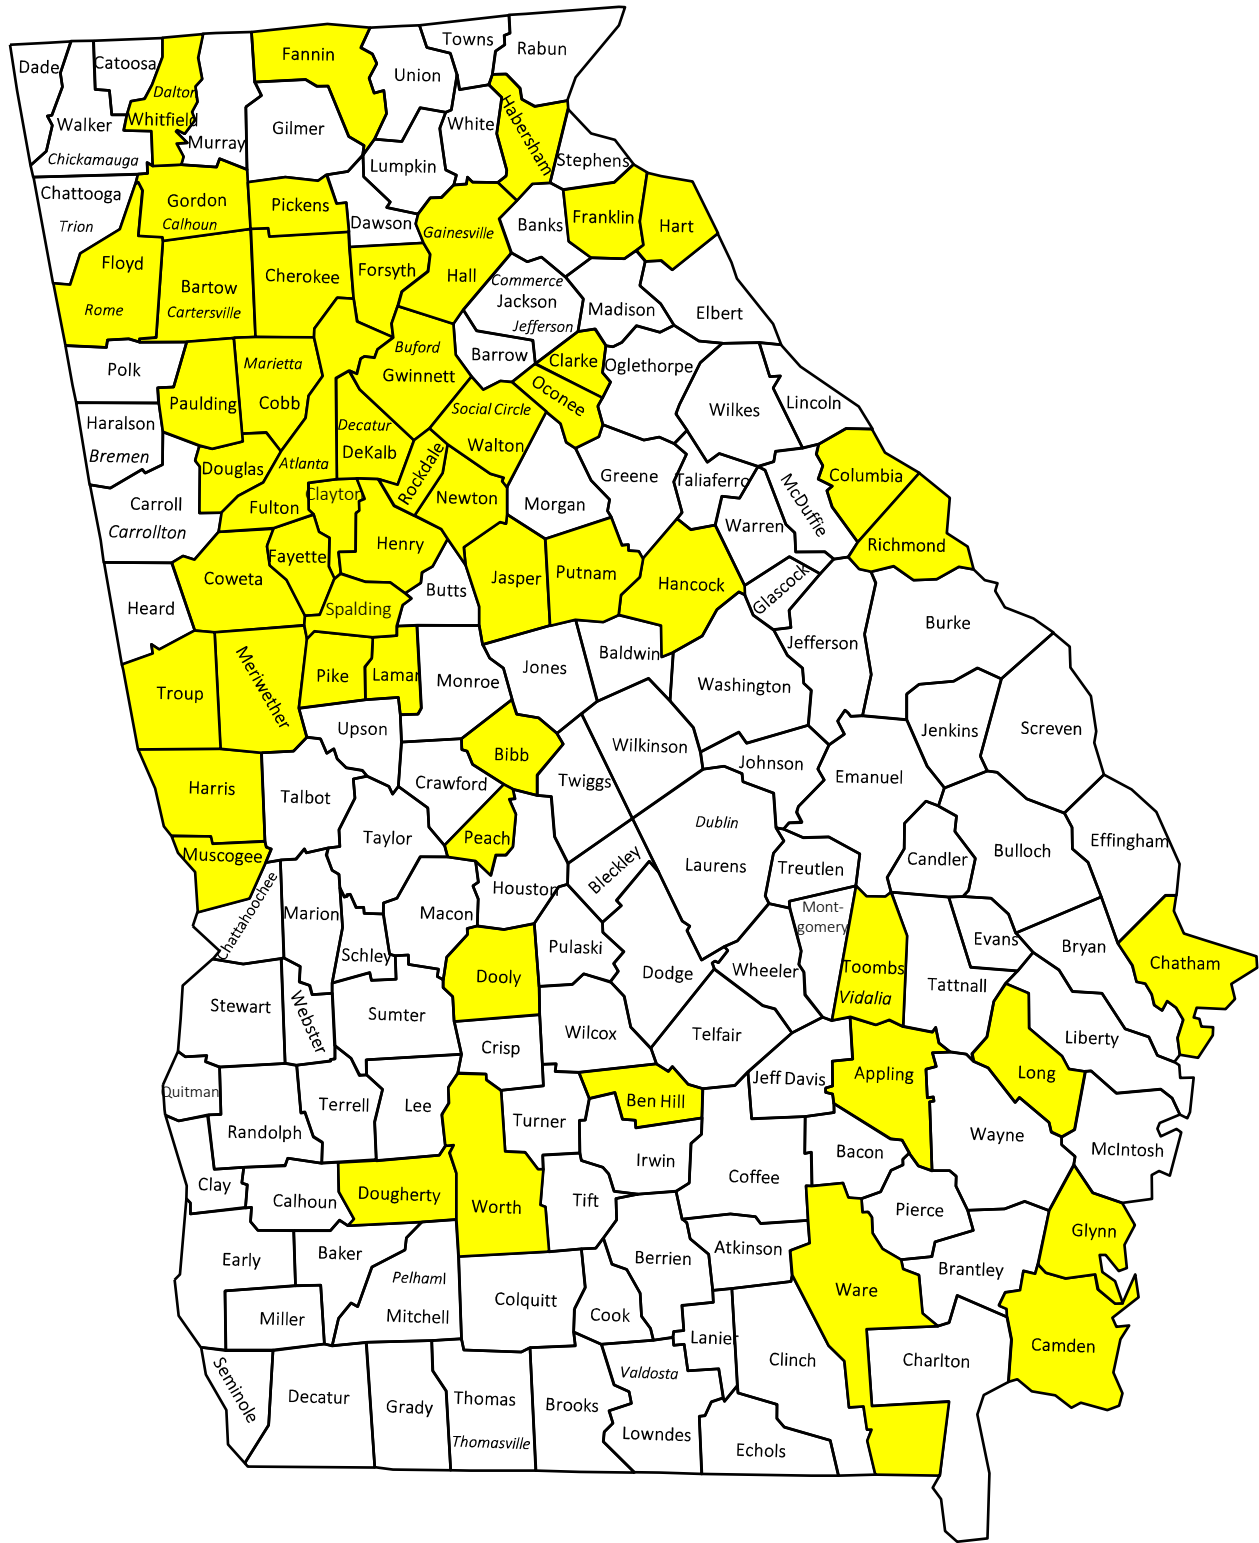 Towns
Rabun
Fannin
Union
Dade
Catoosa
Dalton
Whitfield
Walker
Chickamauga
Murray
Gilmer
White
Habersham
Lumpkin
Stephens
Chattooga
Trion
Gordon
Calhoun
Pickens
Dawson
Gainesville
Hall
Banks
Franklin
Hart
Floyd
Rome
Bartow
Cartersville
Cherokee
Forsyth
Commerce
Jackson
Jefferson
Madison
Elbert
Polk
Marietta
Cobb
Buford
Gwinnett
Barrow
Clarke
Oconee
Oglethorpe
Paulding
Haralson
Bremen
Decatur
DeKalb
Social Circle
Walton
Wilkes
Lincoln
Douglas
Atlanta
Fulton
Clayton
Rockdale
Newton
Morgan
Greene
Taliaferro
McDuffie
Columbia
Carroll
Carrollton
Warren
Richmond
Coweta
Fayette
Henry
Spalding
Butts
Jasper
Putnam
Hancock
Glascock
Heard
Jefferson
Burke
Troup
Meriwether
Pike
Lamar
Monroe
Jones
Baldwin
Washington
Upson
Bibb
Wilkinson
Johnson
Jenkins
Screven
Harris
Talbot
Crawford
Twiggs
Emanuel
Muscogee
Taylor
Peach
Dublin
Laurens
Bleckley
Treutlen
Candler
Bulloch
Effingham
Chattahoochee
Marion
Macon
Houston
Mont-
gomery
Schley
Dooly
Pulaski
Dodge
Wheeler
Toombs
Vidalia
Evans
Tattnall
Bryan
Chatham
Stewart
Webster
Sumter
Crisp
Wilcox
Telfair
Liberty
Quitman
Randolph
Terrell
Lee
Turner
Ben Hill
Jeff Davis
Appling
Long
Wayne
McIntosh
Clay
Calhoun
Dougherty
Worth
Tift
Irwin
Coffee
Bacon
Pierce
Glynn
Early
Baker
Pelham
Mitchell
Berrien
Atkinson
Ware
Brantley
Miller
Colquitt
Cook
Lanier
Clinch
Charlton
Camden
Seminole
Decatur
Grady
Thomas
Thomasville
Brooks
Valdosta
Lowndes
Echols